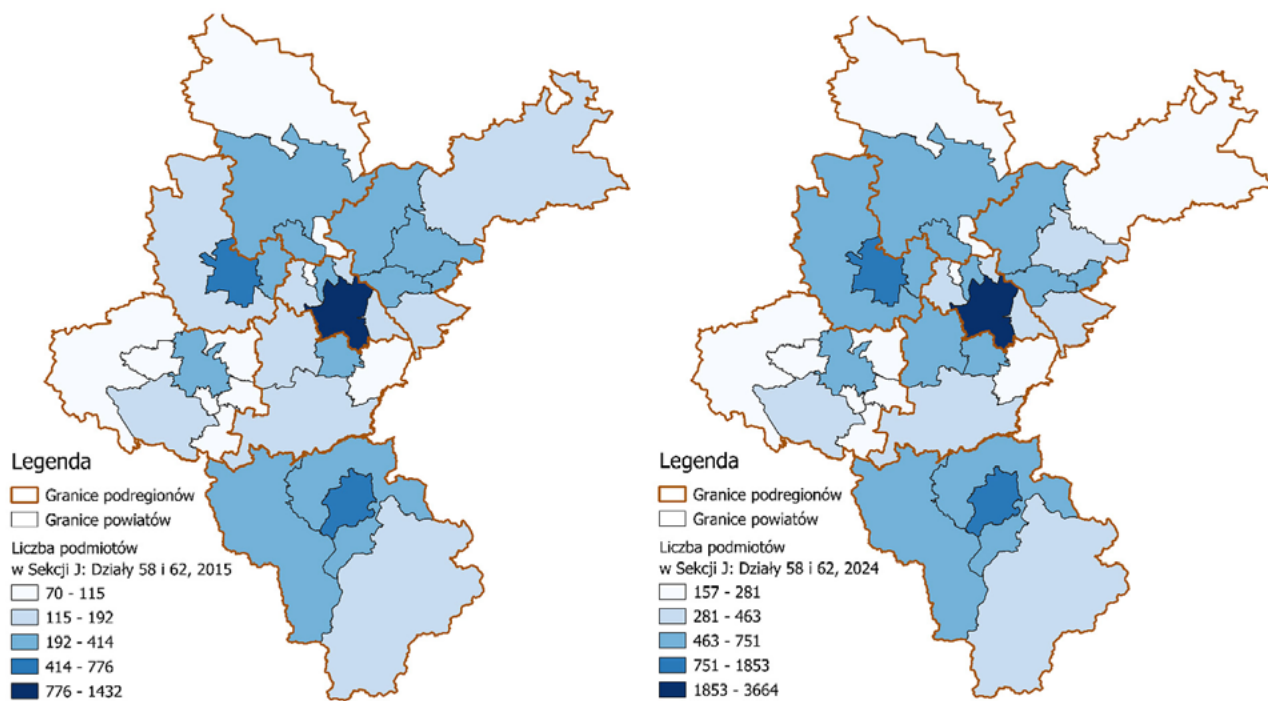 Legenda
Granice podregionów
Granice powiatów
Liczba podmiotów
w Sekcji J: Działy 58 i 62, 2015
70 - 115
115 - 192
192 - 414
414 - 776
776 - 1432
Legenda
Granice podregionów
Granice powiatów
Liczba podmiotów
w Sekcji J: Działy 58 i 62, 2024
157 - 281
281 - 463
463 - 751
751 - 1853
1853 - 3664